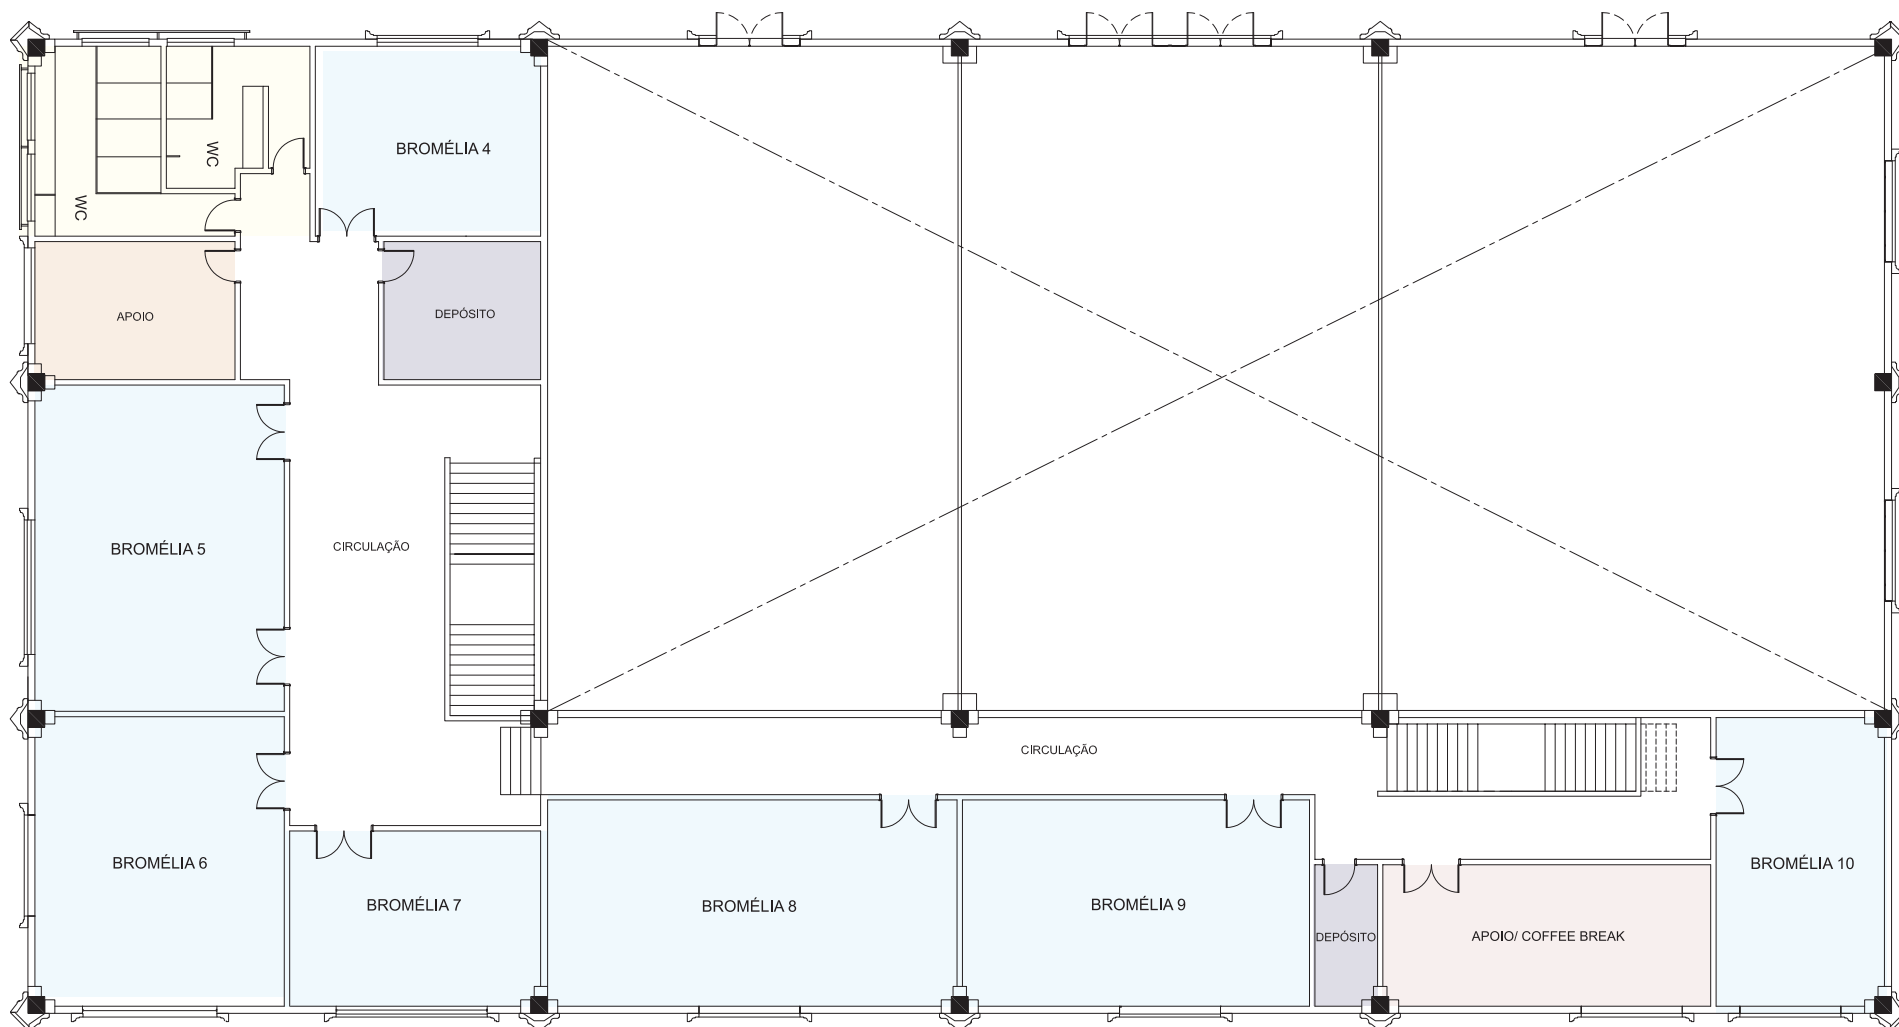 BROMÉLIA 4
WC
WC
APOIO
DEPÓSITO
BROMÉLIA 5
CIRCULAÇÃO
CIRCULAÇÃO
BROMÉLIA 6
BROMÉLIA 7
BROMÉLIA 8
BROMÉLIA 9
BROMÉLIA 10
DEPÓSITO
APOIO/ COFFEE BREAK